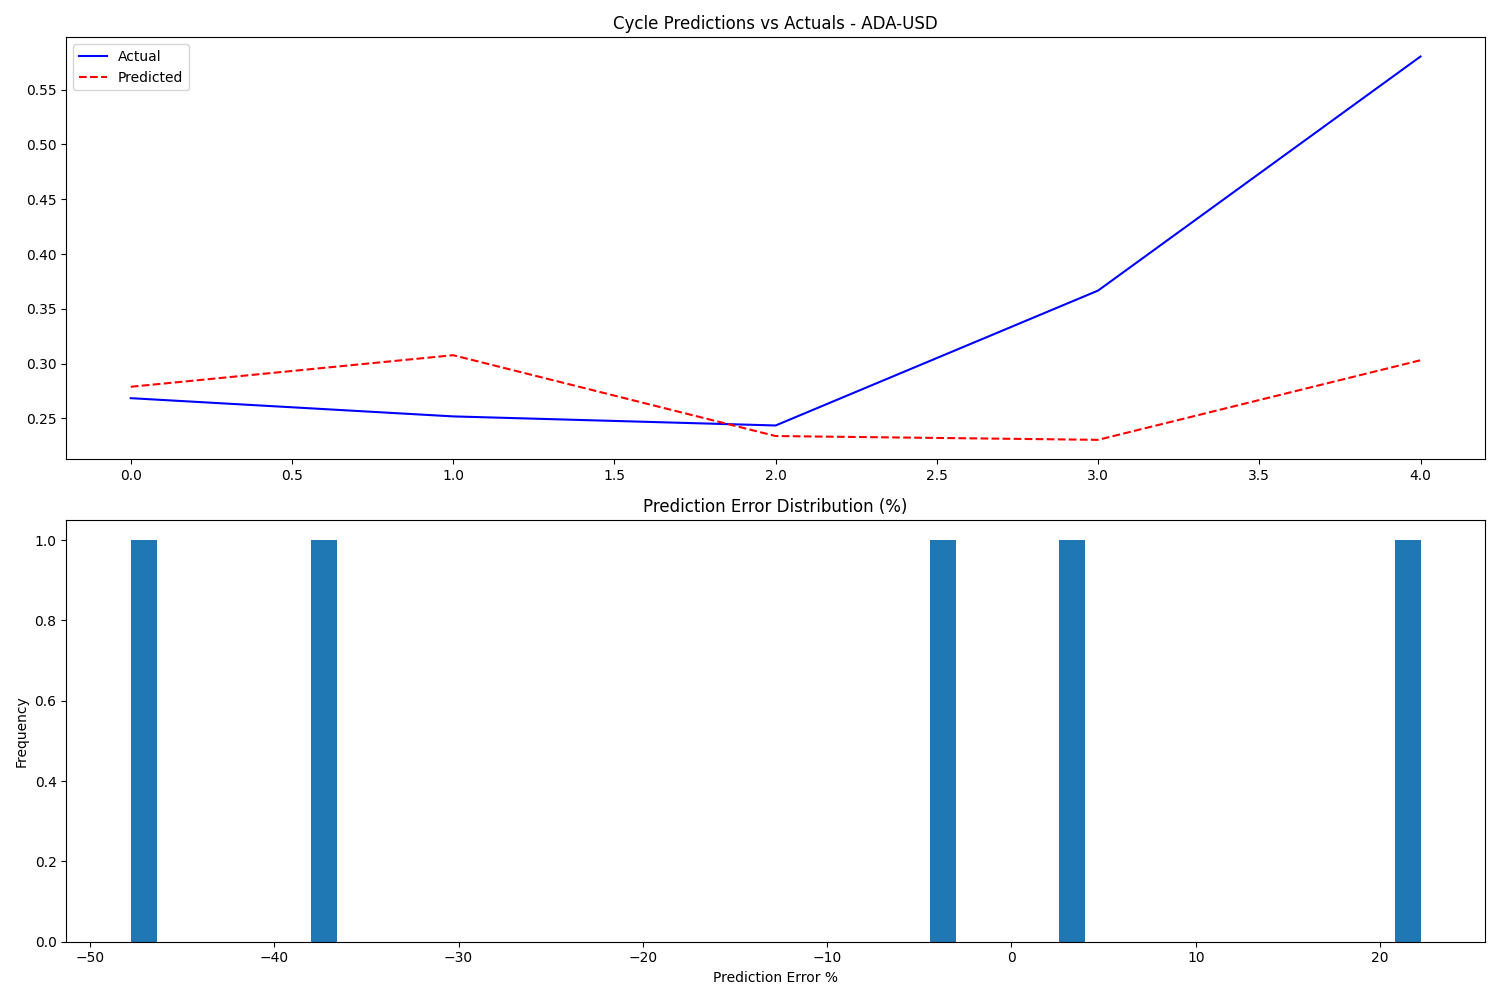 Cycle Predictions vs Actuals - ADA-USD
Actual
Predicted
0.55
0.50
0.45
0.40
0.35
0.30
0.25
0.0 0.5 1.0 1.5 2.0 2.5 3.0 3.5 4.0
Prediction Error Distribution (%)
1.0
0.8
0.6
0.4
0.2
0.0
Frequency
−50 −40 −30 −20 −10 0 10 20
Prediction Error %